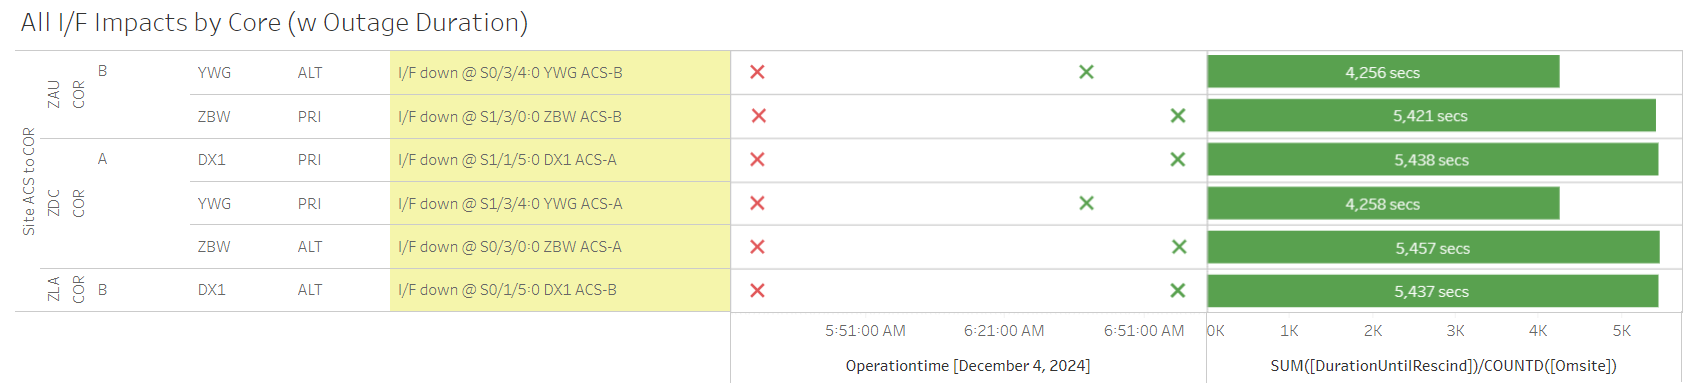 All I/F Impacts by Core (w Outage Duration)
Site ACS to COR
ZAU COR B YWG ALT I/F down @ S0/3/4:0 YWG ACS-B 4,256 secs
ZBW PRI I/F down @ S1/3/0:0 ZBW ACS-B 5,421 secs
ZDC COR A DX1 PRI I/F down @ S1/1/5:0 DX1 ACS-A 5,438 secs
YWG PRI I/F down @ S1/3/4:0 YWG ACS-A 4,258 secs
ZBW ALT I/F down @ S0/3/0:0 ZBW ACS-A 5,457 secs
ZLA COR B DX1 ALT I/F down @ S0/1/5:0 DX1 ACS-B 5,437 secs
5:51:00 AM 6:21:00 AM 6:51:00 AM 0K 1K 2K 3K 4K 5K
Operationtime [December 4, 2024] SUM([DurationUntilRescind])/COUNTD([Omsite])